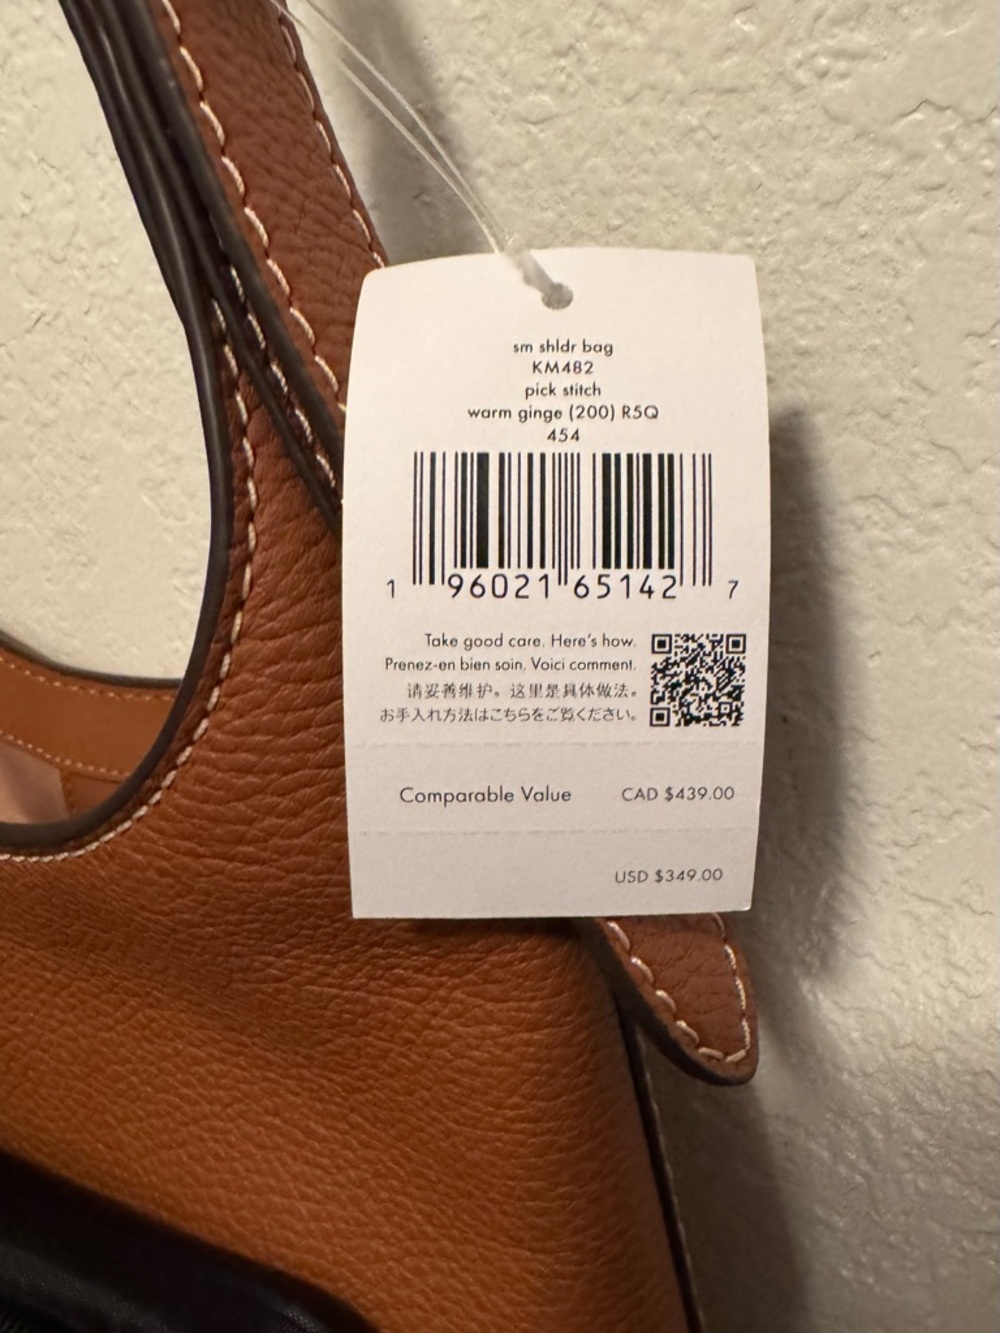 sm shldr bag
KM482
pick stitch
warm ginge (200) R5Q
454
1 96021 65142 7
Take good care. Here's how.
Prenez-en bien soin. Voici comment.
请妥善维护。这里是具体做法。
お手入れ方法はこちらをご覧ください。
Comparable Value CAD $439.00
USD $349.00